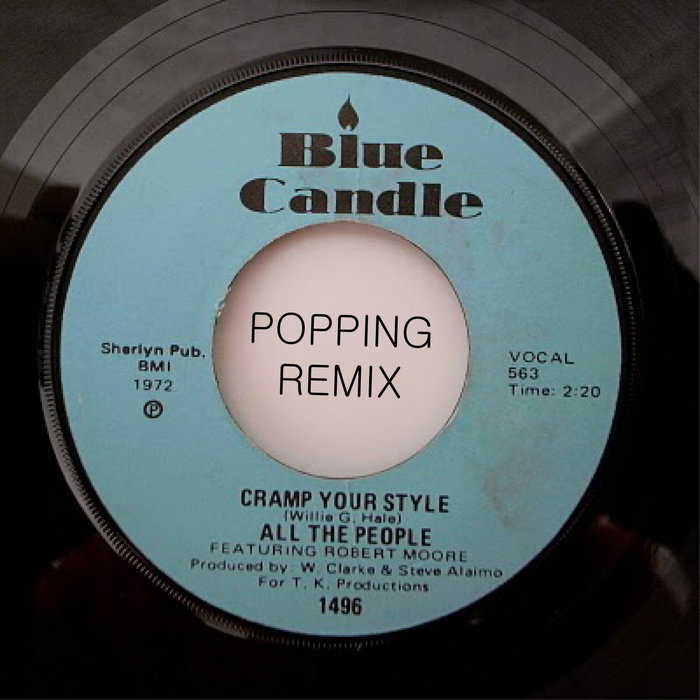 Blue
Candle
POPPING
REMIX
Sherlyn Pub.
BMI
1972
Ⓟ
VOCAL
563
Time: 2:20
CRAMP YOUR STYLE
(Willie G. Hale)
ALL THE PEOPLE
FEATURING ROBERT MOORE
Produced by: W. Clarke & Steve Alaimo
For T. K. Productions
1496